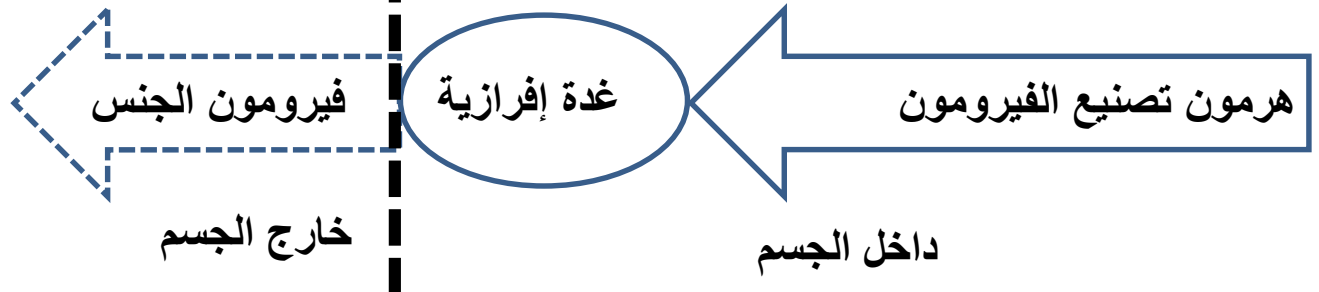 هرمون تصنيع الفيرومون
غدة إفرازية
فيرومون الجنس
داخل الجسم
خارج الجسم